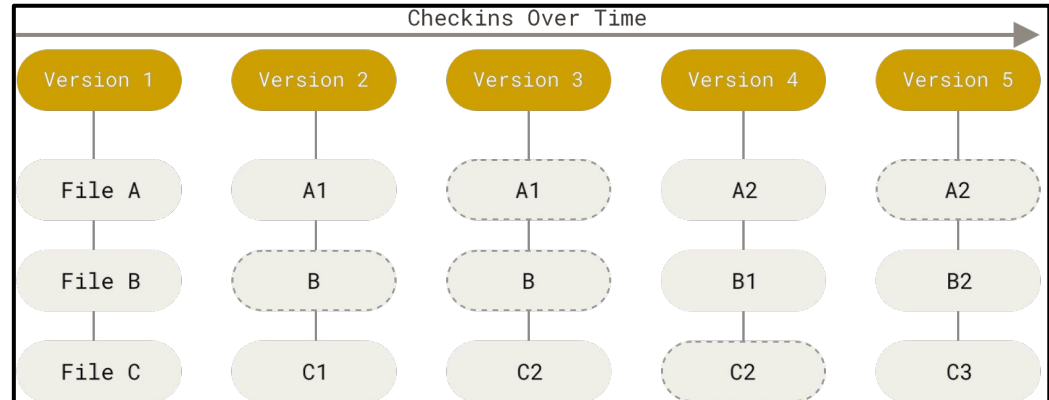 Checkins Over Time
Version 1 Version 2 Version 3 Version 4 Version 5
File A A1 A1 A2 A2
File B B B B1 B2
File C C1 C2 C2 C3